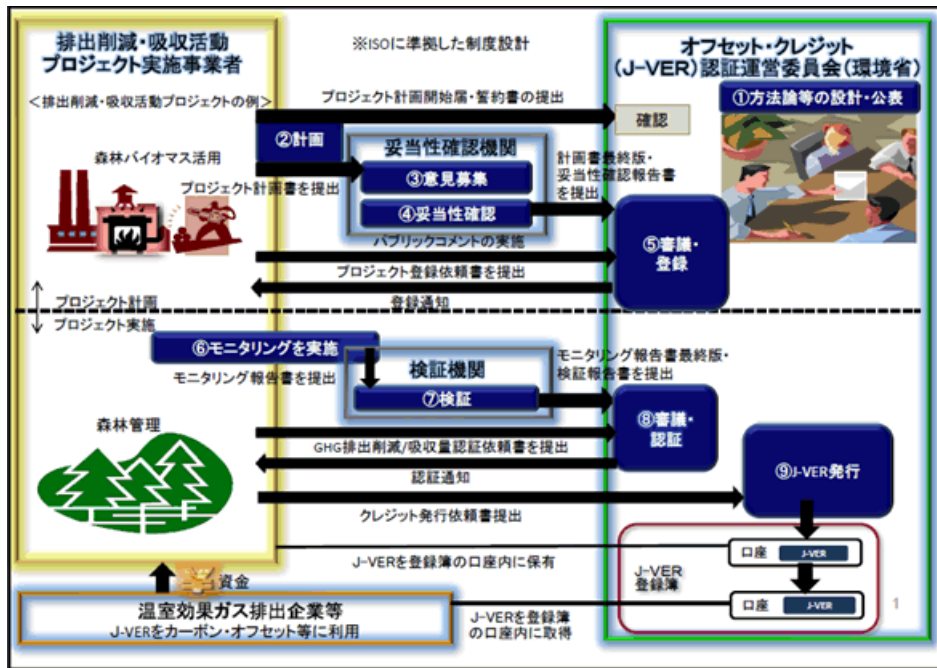 排出削減・吸収活動
プロジェクト実施事業者
※ISOに準拠した制度設計
オフセット・クレジット
(J-VER)認証運営委員会(環境省)
<排出削減・吸収活動プロジェクトの例>
プロジェクト計画開始届・誓約書の提出
①方法論等の設計・公表
確認
②計画
妥当性確認機関
森林バイオマス活用
プロジェクト計画書を提出
③意見募集
計画書最終版・
妥当性確認報告書
を提出
④妥当性確認
パブリックコメントの実施
⑤審議・
登録
プロジェクト登録依頼書を提出
登録通知
プロジェクト計画
プロジェクト実施
⑥モニタリングを実施
モニタリング報告書を提出
検証機関
モニタリング報告書最終版・
検証報告書を提出
⑦検証
⑧審議・
認証
森林管理
GHG排出削減/吸収量認証依頼書を提出
認証通知
⑨J-VER発行
クレジット発行依頼書提出
J-VERを登録簿の口座内に保有
口座 J-VER
J-VER
登録簿
資金
口座 J-VER
1
温室効果ガス排出企業等
J-VERをカーボン・オフセット等に利用
J-VERを登録簿
の口座内に取得